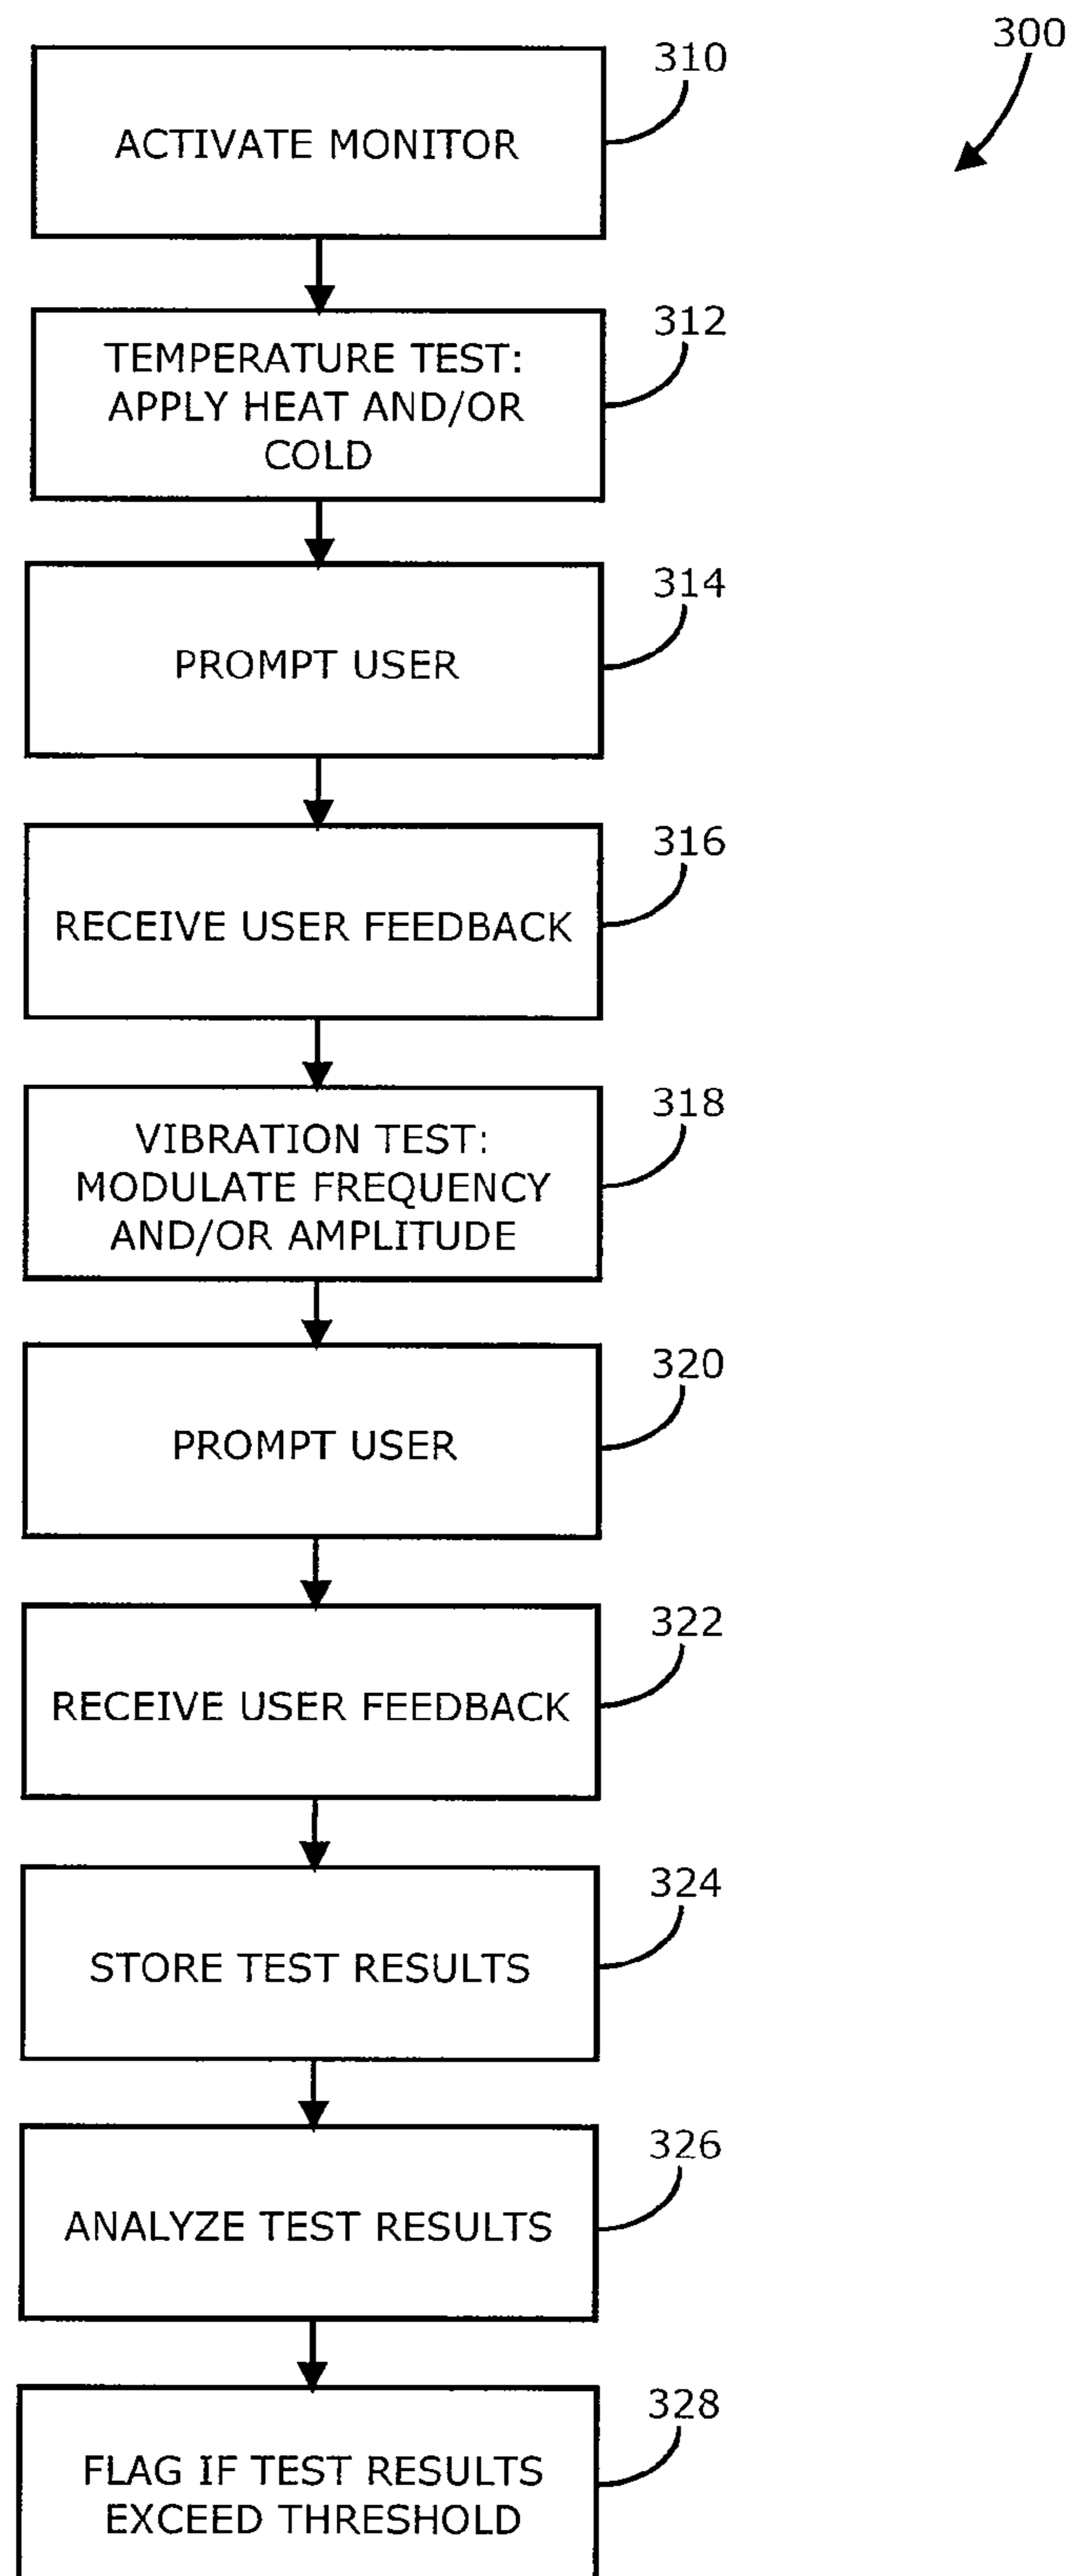 300
310
ACTIVATE MONITOR
312
TEMPERATURE TEST:
APPLY HEAT AND/OR
COLD
314
PROMPT USER
316
RECEIVE USER FEEDBACK
318
VIBRATION TEST:
MODULATE FREQUENCY
AND/OR AMPLITUDE
320
PROMPT USER
322
RECEIVE USER FEEDBACK
324
STORE TEST RESULTS
326
ANALYZE TEST RESULTS
328
FLAG IF TEST RESULTS
EXCEED THRESHOLD